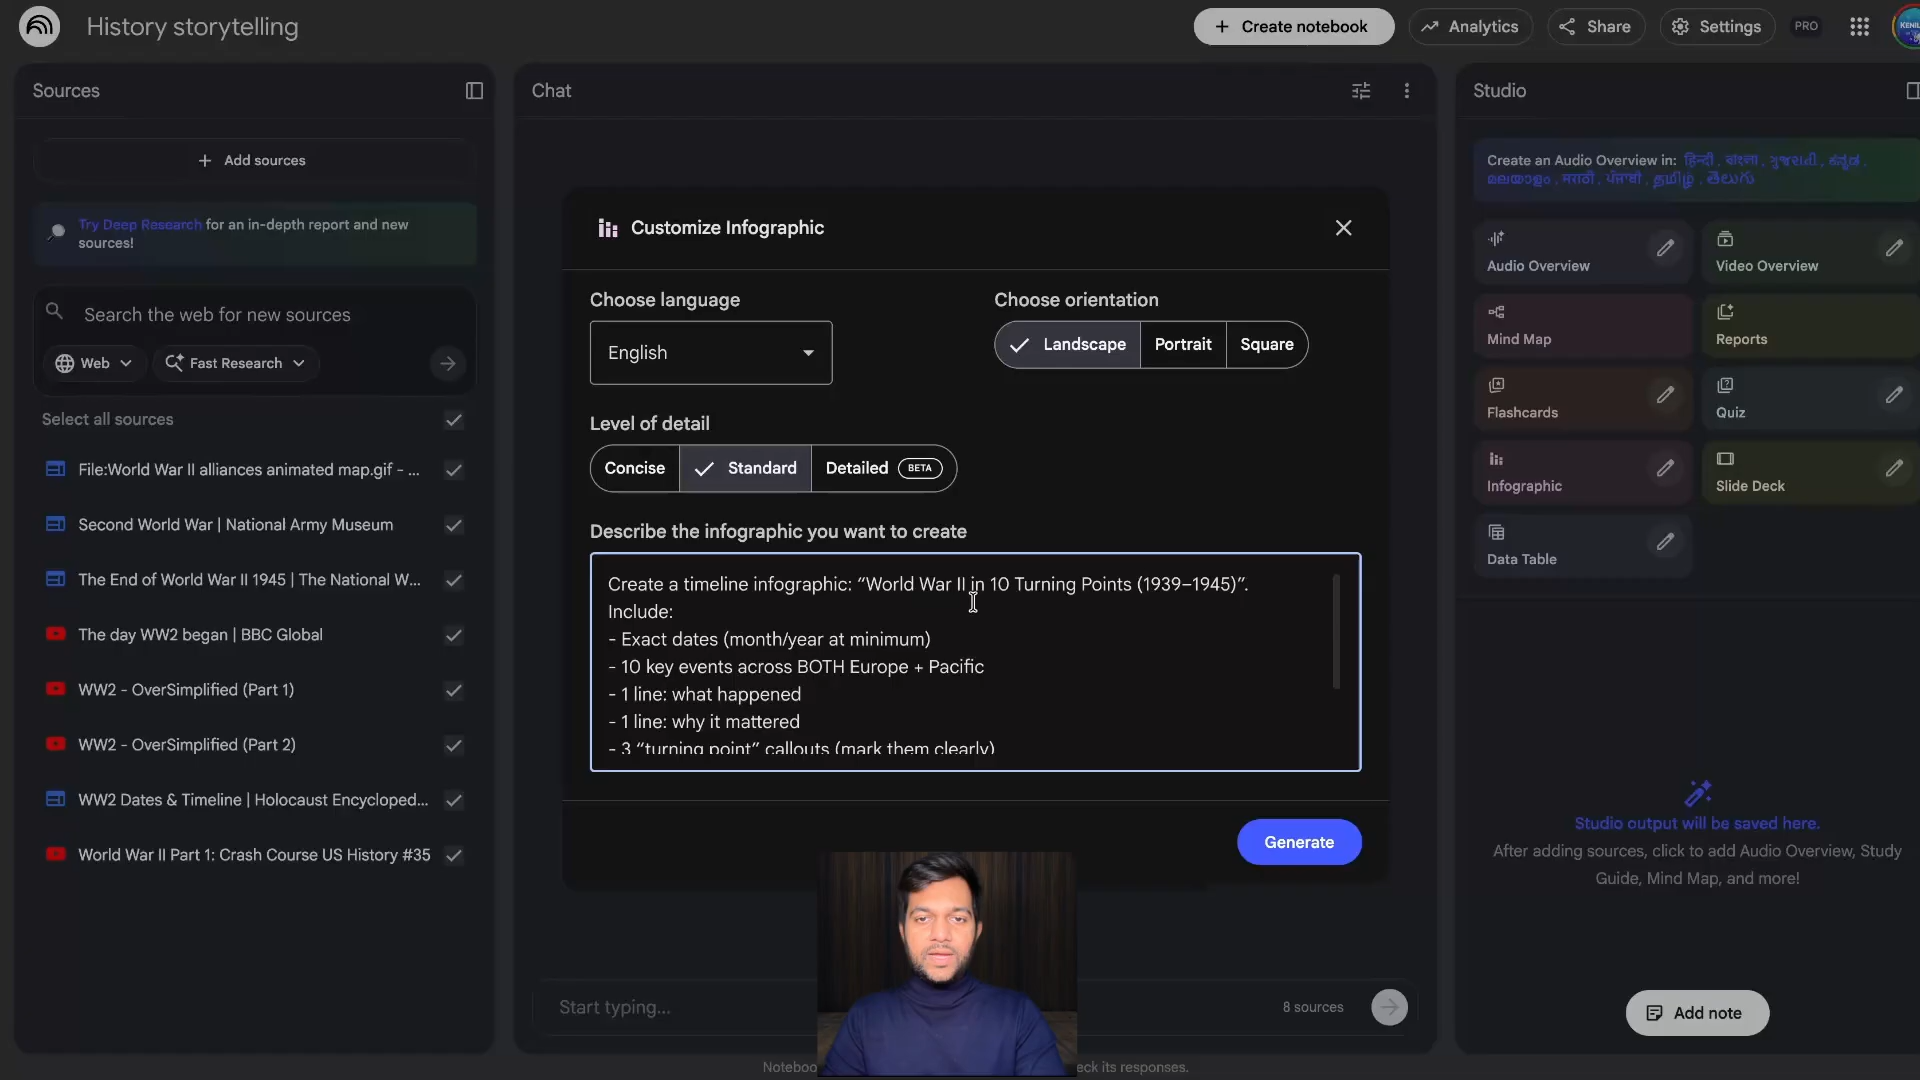 History storytelling
Create notebook
Analytics
Share
Settings
PRO
Sources
Add sources
Try Deep Research for an in-depth report and new
sources!
Search the web for new sources
Web
Fast Research
Select all sources
File:World War II alliances animated map.gif - ...
Second World War | National Army Museum
The End of World War II 1945 | The National W...
The day WW2 began | BBC Global
WW2 - OverSimplified (Part 1)
WW2 - OverSimplified (Part 2)
WW2 Dates & Timeline | Holocaust Encycloped...
World War II Part 1: Crash Course US History #35
Chat
Customize Infographic
Choose language
English
Choose orientation
Landscape
Portrait
Square
Level of detail
Concise
Standard
Detailed BETA
Describe the infographic you want to create
Create a timeline infographic: “World War II in 10 Turning Points (1939–1945)”.
Include:
- Exact dates (month/year at minimum)
- 10 key events across BOTH Europe + Pacific
- 1 line: what happened
- 1 line: why it mattered
- 3 “turning point” callouts (mark them clearly)
Generate
Start typing...
8 sources
eck its responses.
Studio
Create an Audio Overview in: हिन्दी , বাংলা , ગુજરાતી , ಕನ್ನಡ ,
മലയാളം , मराठी , ਪੰਜਾਬੀ , தமிழ் , తెలుగు
Audio Overview
Video Overview
Mind Map
Reports
Flashcards
Quiz
Infographic
Slide Deck
Data Table
Studio output will be saved here.
After adding sources, click to add Audio Overview, Study
Guide, Mind Map, and more!
Add note